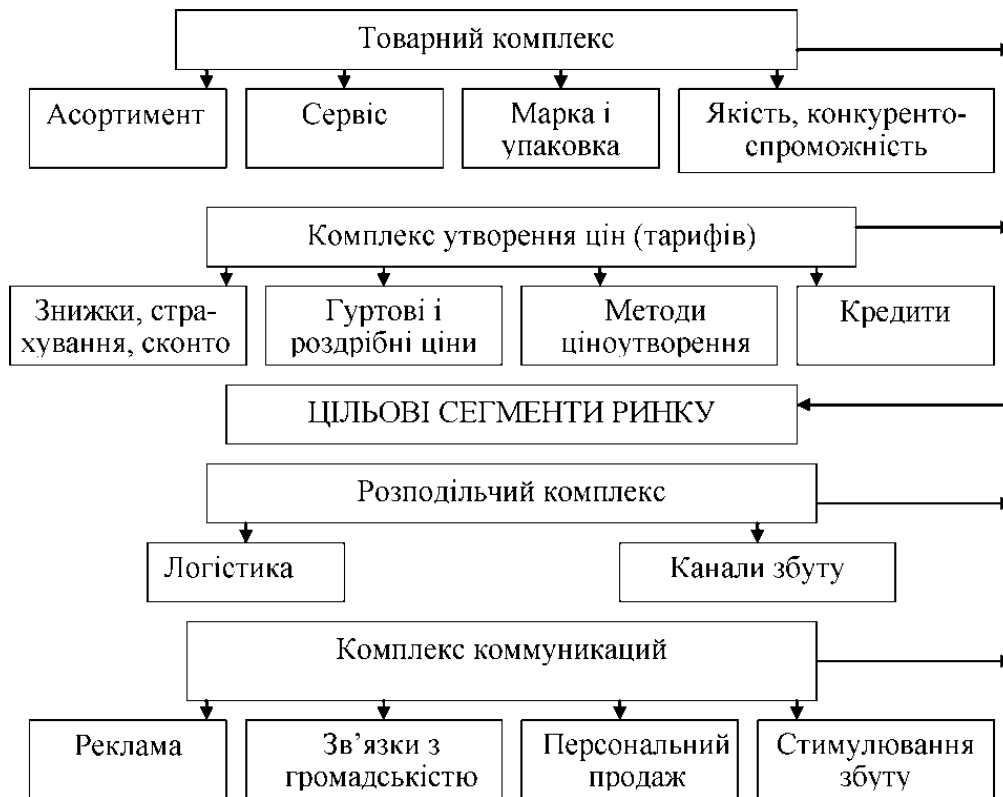 Товарний комплекс
Асортимент
Сервіс
Марка і
упаковка
Якість, конкуренто-
спроможність
Комплекс утворення цін (тарифів)
Знижки, стра-
хування, сконто
Гуртові і
роздрібні ціни
Методи
ціноутворення
Кредити
ЦІЛЬОВІ СЕГМЕНТИ РИНКУ
Розподільчий комплекс
Логістика
Канали збуту
Комплекс коммуникаций
Реклама
Зв’язки з
громадськістю
Персональний
продаж
Стимулювання
збуту